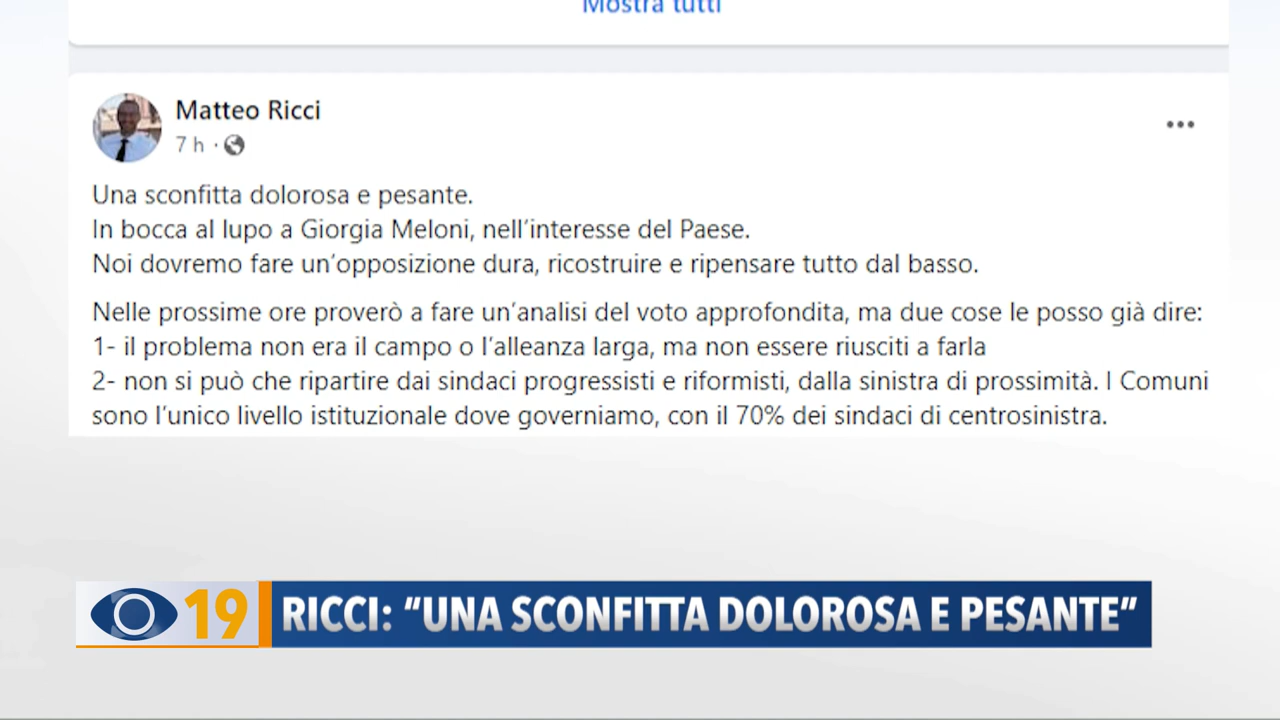 Mostra tutti
Matteo Ricci
7 h ·
Una sconfitta dolorosa e pesante.
In bocca al lupo a Giorgia Meloni, nell’interesse del Paese.
Noi dovremo fare un’opposizione dura, ricostruire e ripensare tutto dal basso.
Nelle prossime ore proverò a fare un’analisi del voto approfondita, ma due cose le posso già dire:
1- il problema non era il campo o l’alleanza larga, ma non essere riusciti a farla
2- non si può che ripartire dai sindaci progressisti e riformisti, dalla sinistra di prossimità. I Comuni
sono l’unico livello istituzionale dove governiamo, con il 70% dei sindaci di centrosinistra.
19 RICCI: “UNA SCONFITTA DOLOROSA E PESANTE”